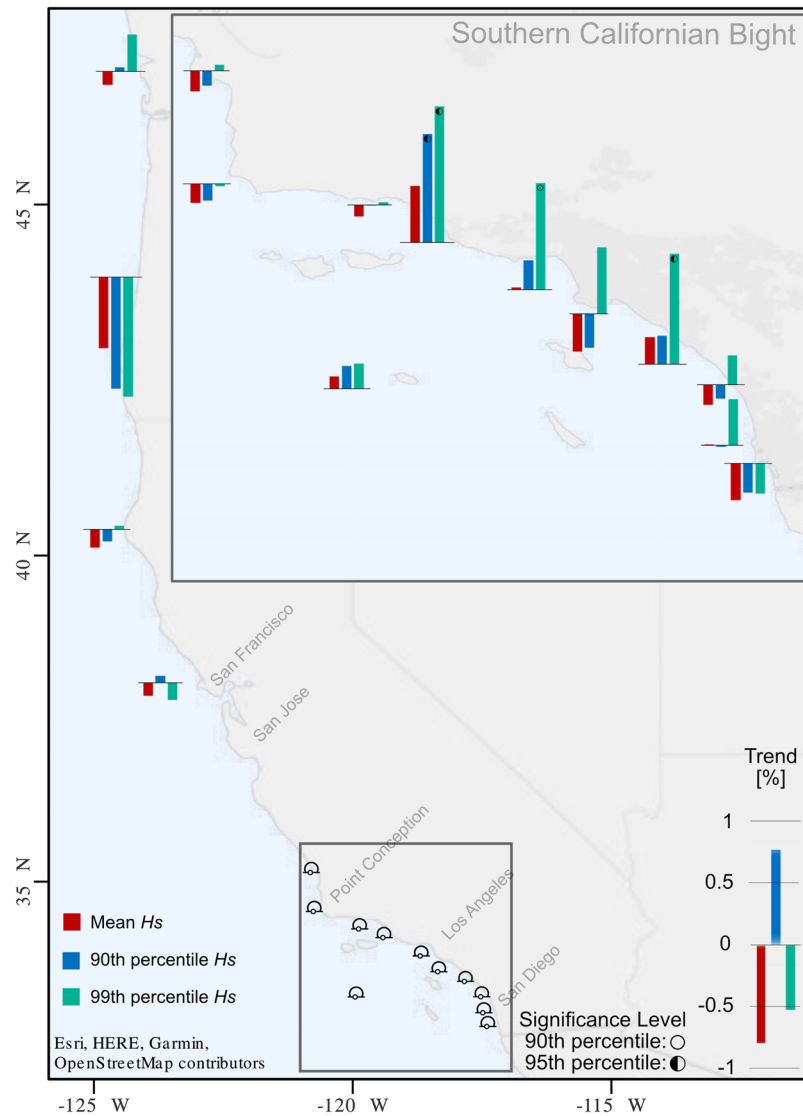 Southern Californian Bight
45 N
40 N
35 N
San Francisco
San Jose
Point Conception
Los Angeles
San Diego
Mean Hs
90th percentile Hs
99th percentile Hs
Esri, HERE, Garmin,
OpenStreetMap contributors
Significance Level
90th percentile:
95th percentile:
Trend
[%]
1
0.5
0
-0.5
-1
-125 W
-120 W
-115 W